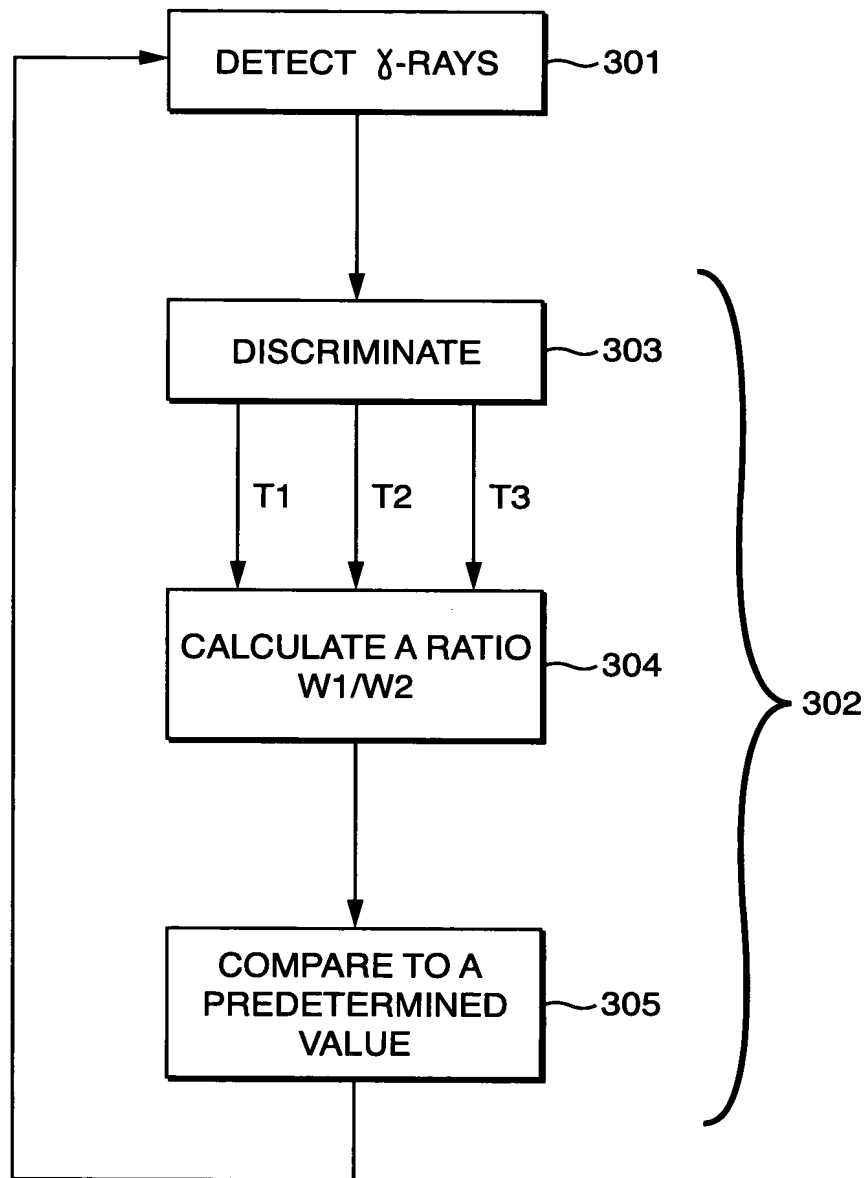 DETECT ɣ-RAYS
301
DISCRIMINATE
303
T1
T2
T3
CALCULATE A RATIO
W1/W2
304
302
COMPARE TO A
PREDETERMINED
VALUE
305